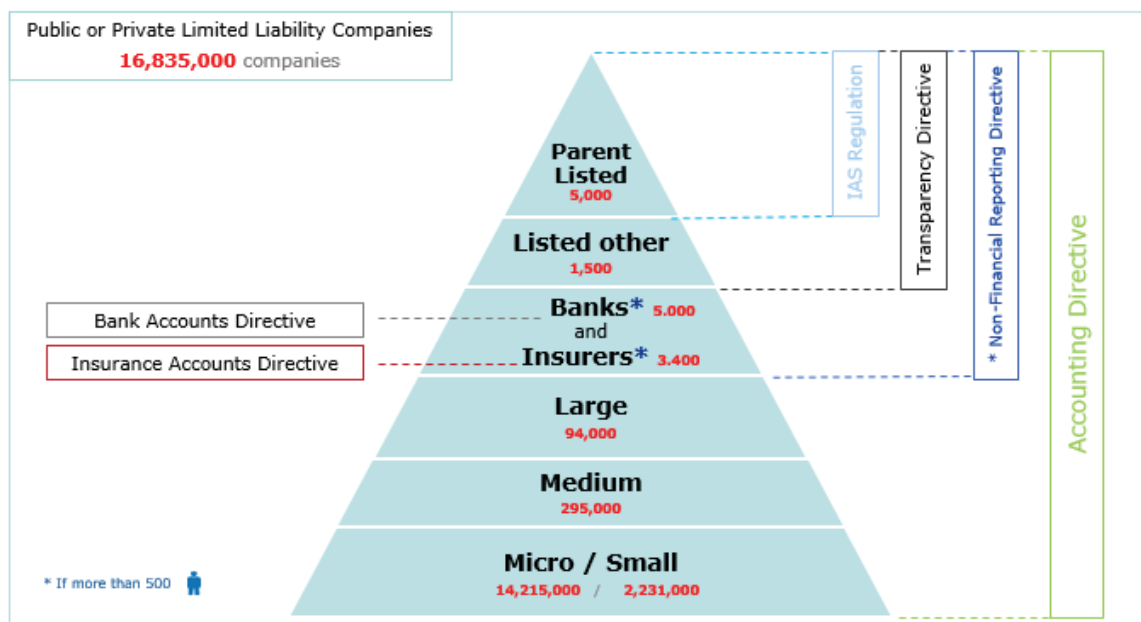 Public or Private Limited Liability Companies
16,835,000 companies
Parent
Listed
5,000
Listed other
1,500
Banks* 5.000
and
Insurers* 3.400
Large
94,000
Medium
295,000
Micro / Small
14,215,000 / 2,231,000
Bank Accounts Directive
Insurance Accounts Directive
IAS Regulation
Transparency Directive
* Non-Financial Reporting Directive
Accounting Directive
* If more than 500